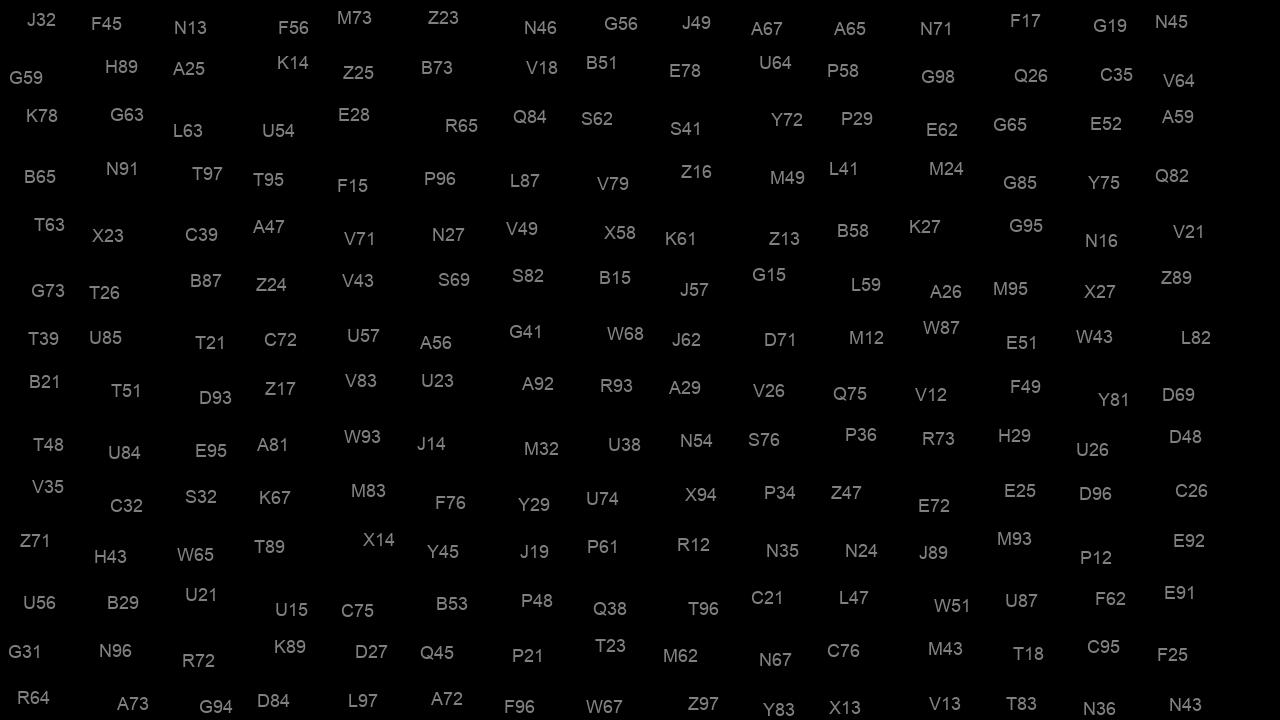 J32 F45 N13 F56 M73 Z23 N46 G56 J49 A67 A65 N71 F17 G19 N45
G59 H89 A25 K14 Z25 B73 V18 B51 E78 U64 P58 G98 Q26 C35 V64
K78 G63 L63 U54 E28 R65 Q84 S62 S41 Y72 P29 E62 G65 E52 A59
B65 N91 T97 T95 F15 P96 L87 V79 Z16 M49 L41 M24 G85 Y75 Q82
T63 X23 C39 A47 V71 N27 V49 X58 K61 Z13 B58 K27 G95 N16 V21
G73 T26 B87 Z24 V43 S69 S82 B15 J57 G15 L59 A26 M95 X27 Z89
T39 U85 T21 C72 U57 A56 G41 W68 J62 D71 M12 W87 E51 W43 L82
B21 T51 D93 Z17 V83 U23 A92 R93 A29 V26 Q75 V12 F49 Y81 D69
T48 U84 E95 A81 W93 J14 M32 U38 N54 S76 P36 R73 H29 U26 D48
V35 C32 S32 K67 M83 F76 Y29 U74 X94 P34 Z47 E72 E25 D96 C26
Z71 H43 W65 T89 X14 Y45 J19 P61 R12 N35 N24 J89 M93 P12 E92
U56 B29 U21 U15 C75 B53 P48 Q38 T96 C21 L47 W51 U87 F62 E91
G31 N96 R72 K89 D27 Q45 P21 T23 M62 N67 C76 M43 T18 C95 F25
R64 A73 G94 D84 L97 A72 F96 W67 Z97 Y83 X13 V13 T83 N36 N43